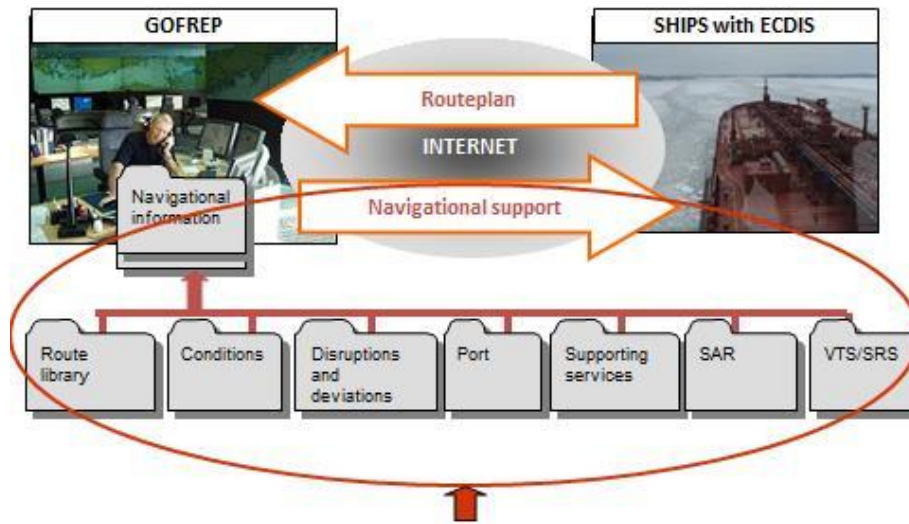 GOFREP
SHIPS with ECDIS
Routeplan
INTERNET
Navigational
information
Navigational support
Route
library
Conditions
Disruptions
and
deviations
Port
Supporting
services
SAR
VTS/SRS